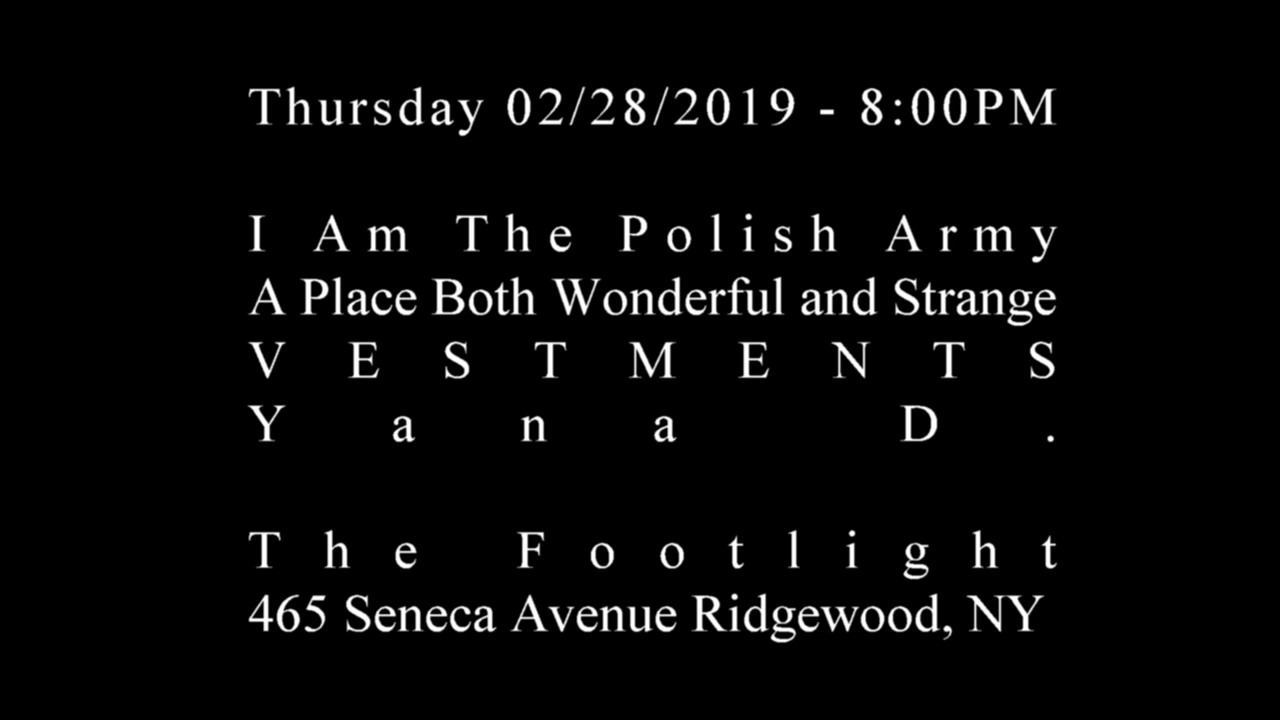 Thursday 02/28/2019 - 8:00PM
I Am The Polish Army
A Place Both Wonderful and Strange
VESTMENTS
Yana D.
The Footlight
465 Seneca Avenue Ridgewood, NY